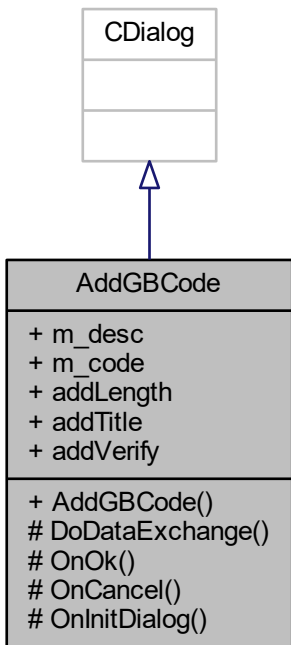 CDialog
AddGBCode
+ m_desc
+ m_code
+ addLength
+ addTitle
+ addVerify
+ AddGBCode()
# DoDataExchange()
# OnOk()
# OnCancel()
# OnInitDialog()